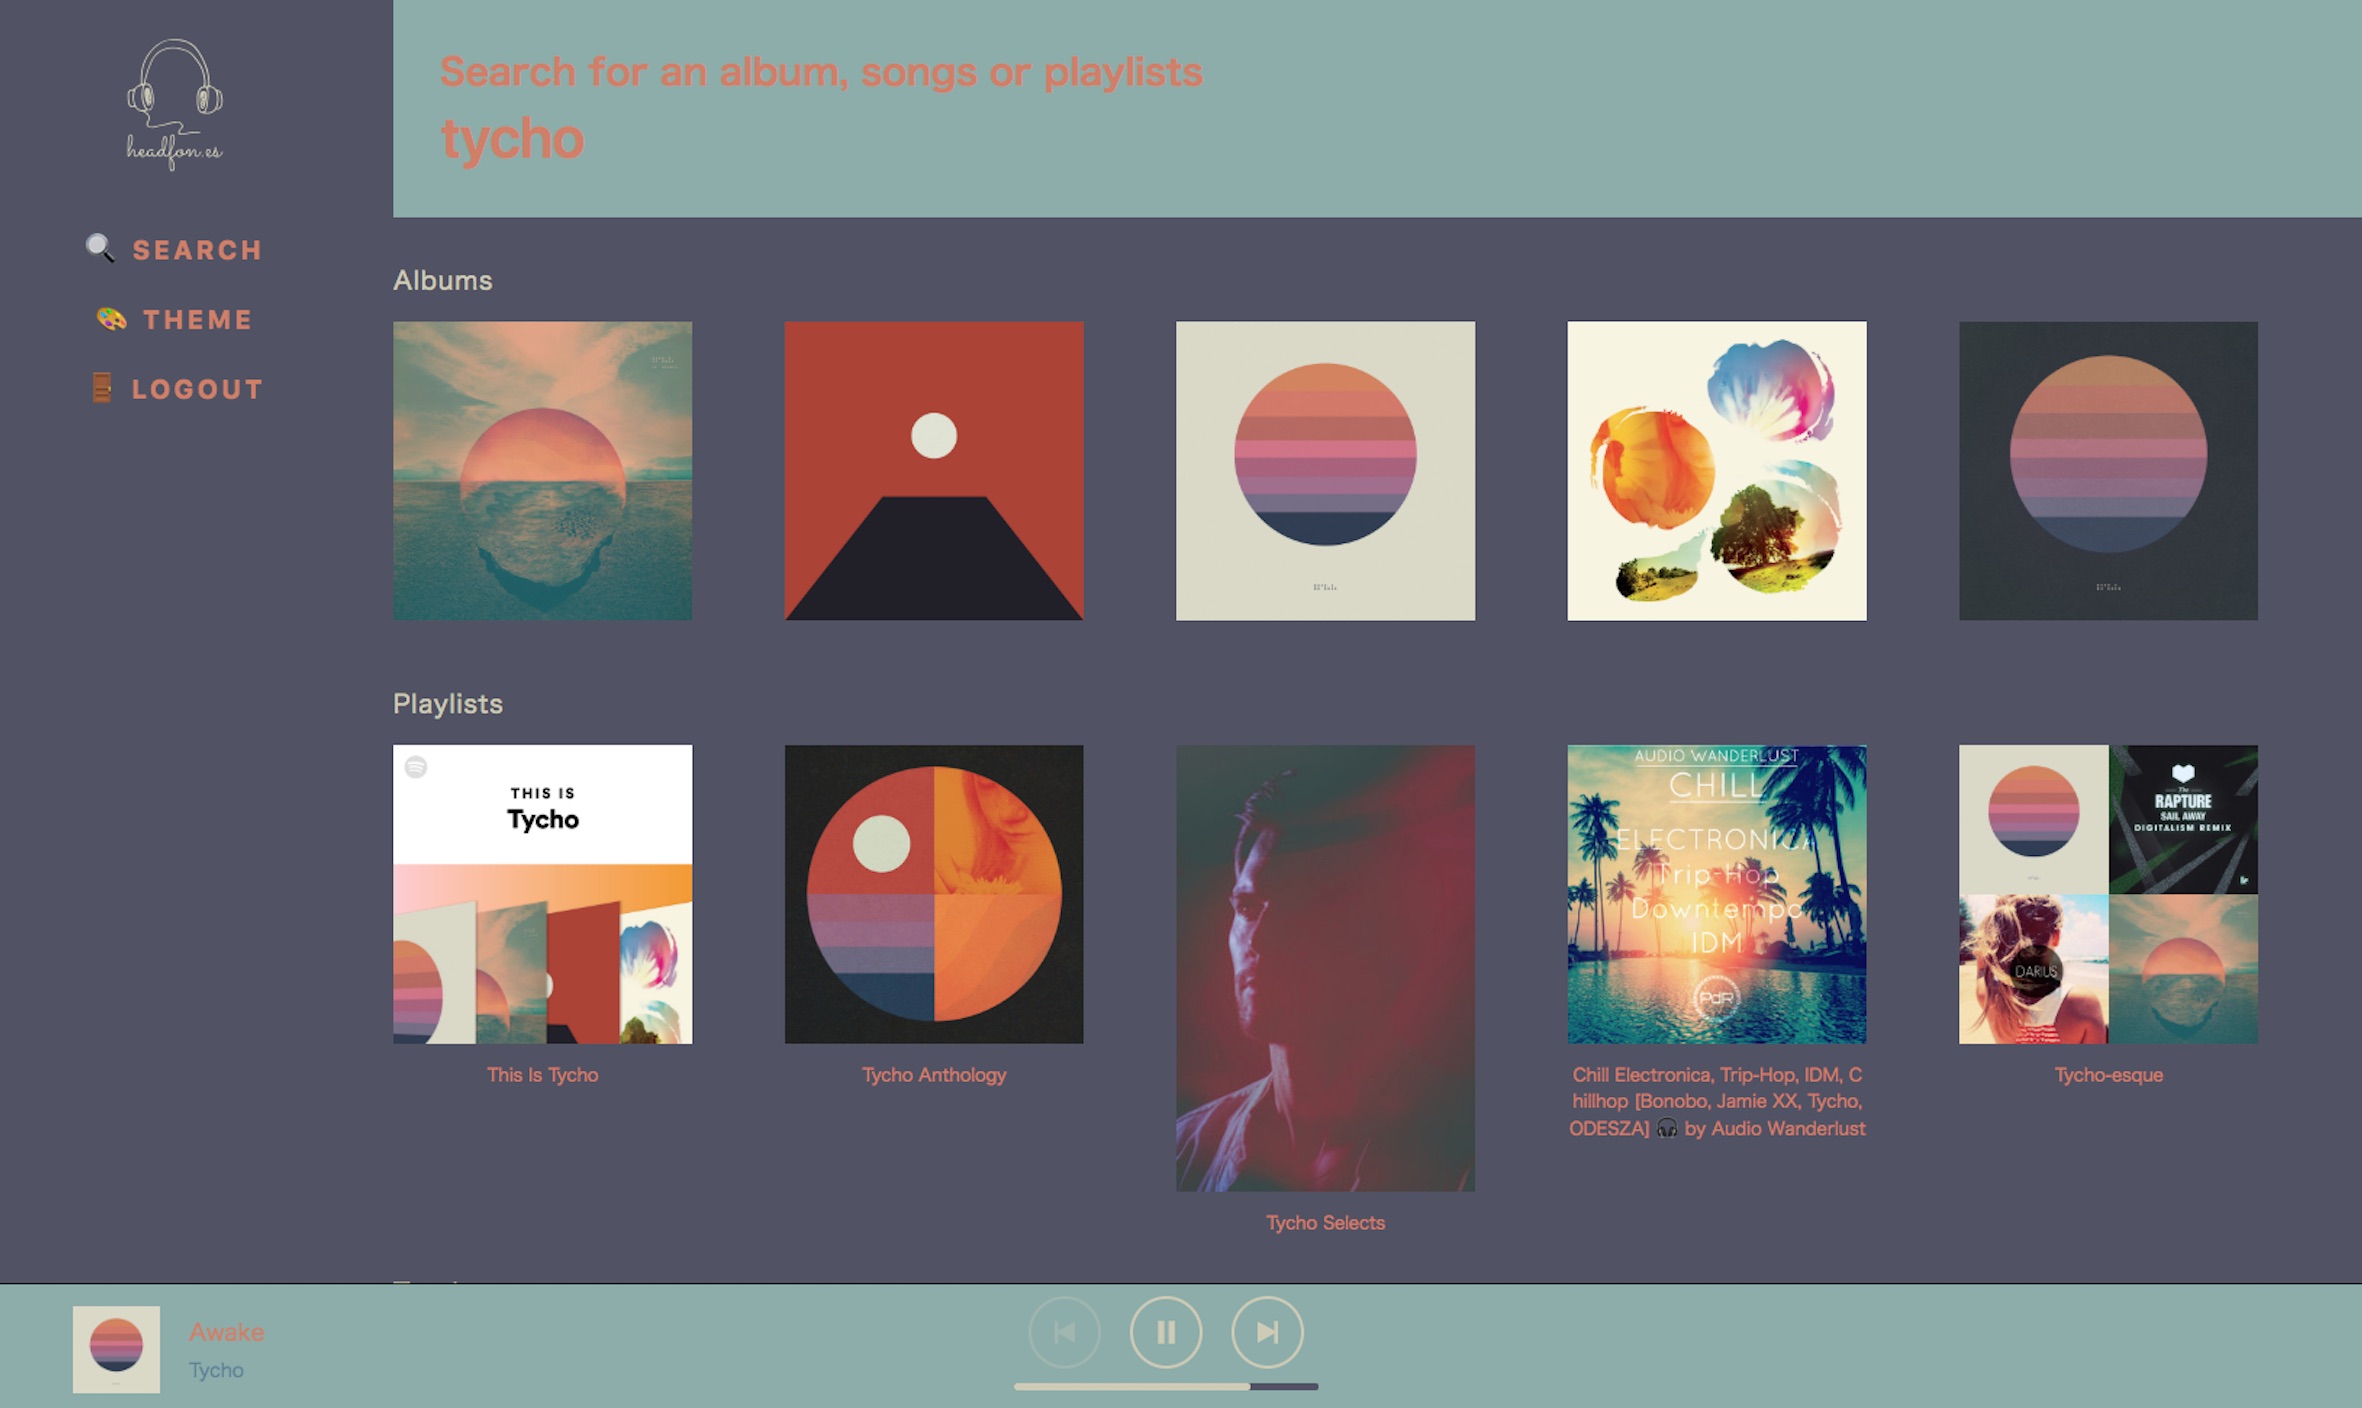 headfon.es
Search for an album, songs or playlists
tycho
SEARCH
THEME
LOGOUT
Albums
Playlists
THIS IS
Tycho
AUDIO WANDERLUST
CHILL
ELECTRONICA
Trip-Hop
Downtempo
IDM
PdR
The
RAPTURE
SAIL AWAY
DIGITALISM REMIX
DARIUS
This Is Tycho
Tycho Anthology
Tycho Selects
Chill Electronica, Trip-Hop, IDM, C
hillhop [Bonobo, Jamie XX, Tycho,
ODESZA] 🎧 by Audio Wanderlust
Tycho-esque
Awake
Tycho